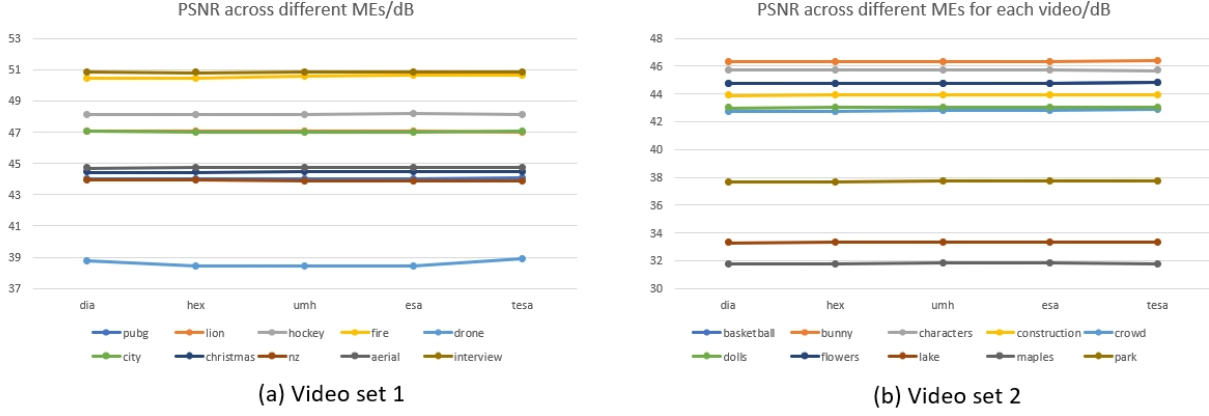 PSNR across different MEs/dB
53
51
49
47
45
43
41
39
37
dia hex umh esa tesa
pubg lion hockey fire drone
city christmas nz aerial interview
(a) Video set 1
PSNR across different MEs for each video/dB
48
46
44
42
40
38
36
34
32
30
dia hex umh esa tesa
basketball bunny characters construction crowd
dolls flowers lake maples park
(b) Video set 2